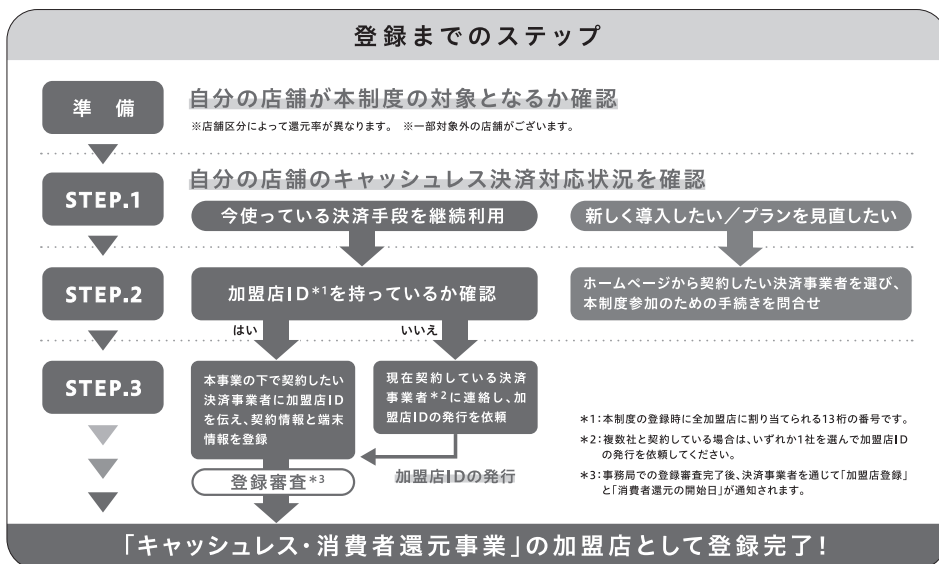 登録までのステップ
準 備
自分の店舗が本制度の対象となるか確認
※店舗区分によって還元率が異なります。 ※一部対象外の店舗がございます。
STEP.1
自分の店舗のキャッシュレス決済対応状況を確認
今使っている決済手段を継続利用
新しく導入したい／プランを見直したい
STEP.2
加盟店ID*1を持っているか確認
ホームページから契約したい決済事業者を選び、
本制度参加のための手続きを問合せ
はい
いいえ
STEP.3
本事業の下で契約したい
決済事業者に加盟店ID
を伝え、契約情報と端末
情報を登録
現在契約している決済
事業者*2に連絡し、加
盟店IDの発行を依頼
加盟店IDの発行
登録審査*3
*1:本制度の登録時に全加盟店に割り当てられる13桁の番号です。
*2:複数社と契約している場合は、いずれか1社を選んで加盟店ID
の発行を依頼してください。
*3:事務局での登録審査完了後、決済事業者を通じて「加盟店登録」
と「消費者還元の開始日」が通知されます。
「キャッシュレス・消費者還元事業」の加盟店として登録完了！